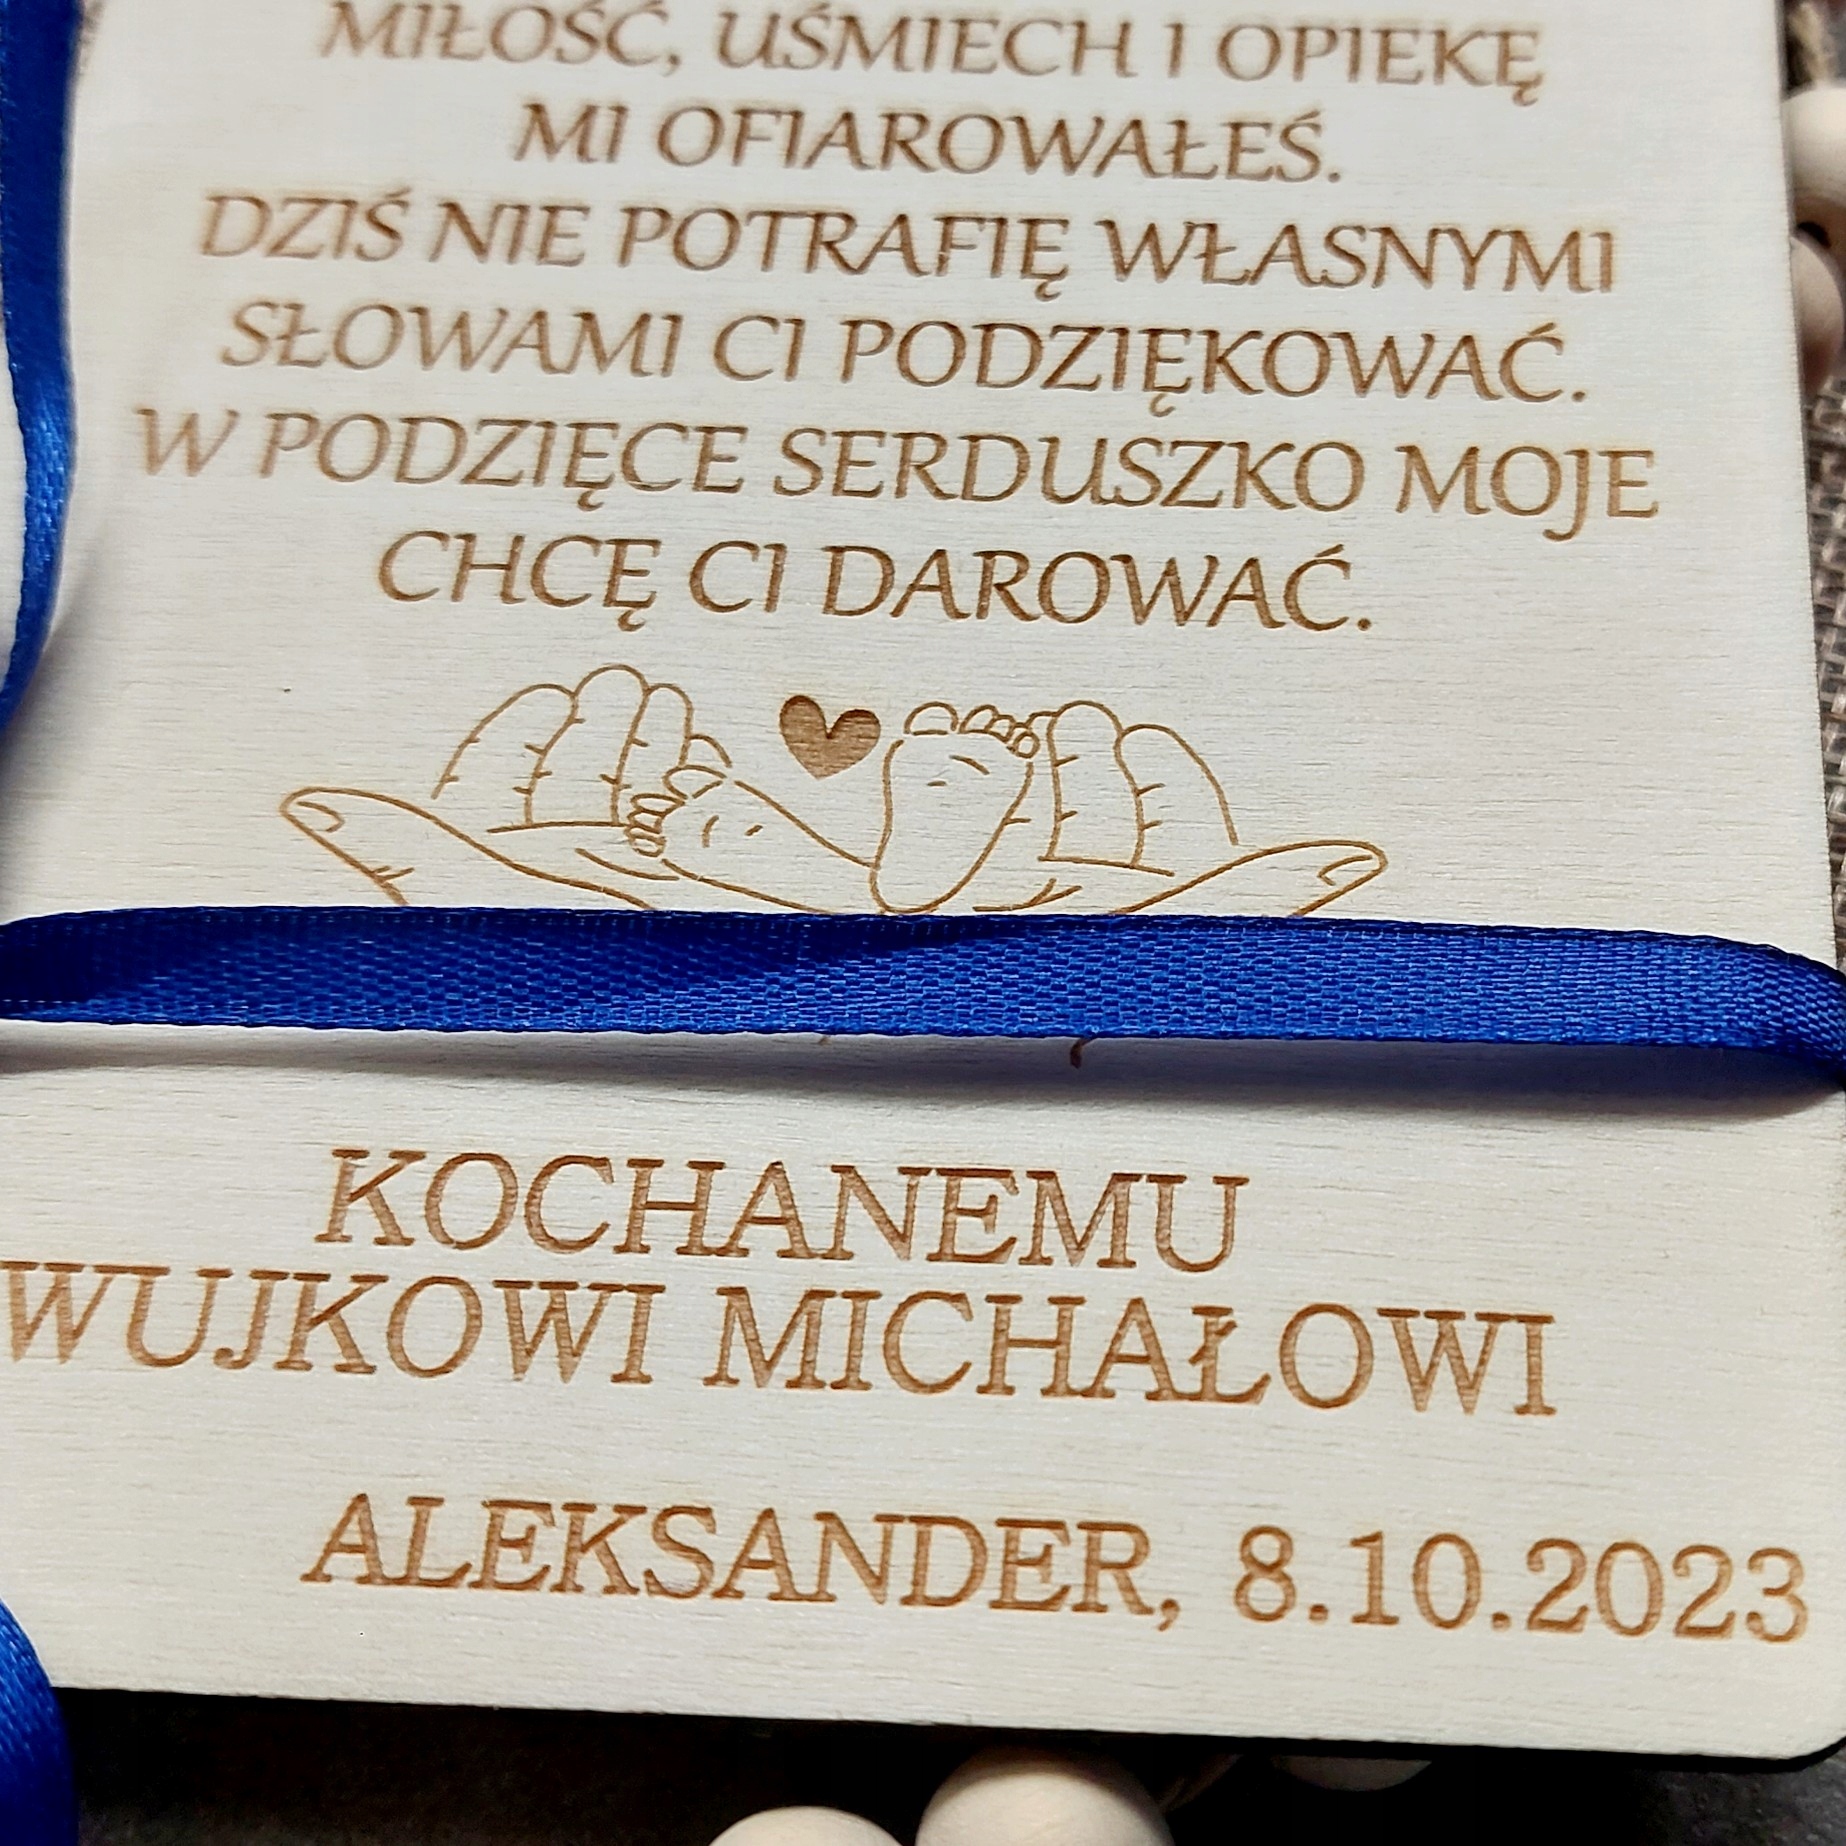 MIŁOŚĆ, UŚMIECH I OPIEKĘ
MI OFIAROWAŁEŚ.
DZIŚ NIE POTRAFIĘ WŁASNYMI
SŁOWAMI CI PODZIĘKOWAĆ.
W PODZIĘCE SERDUSZKO MOJE
CHCĘ CI DAROWAĆ.
KOCHANEMU
WUJKOWI MICHAŁOWI
ALEKSANDER, 8.10.2023